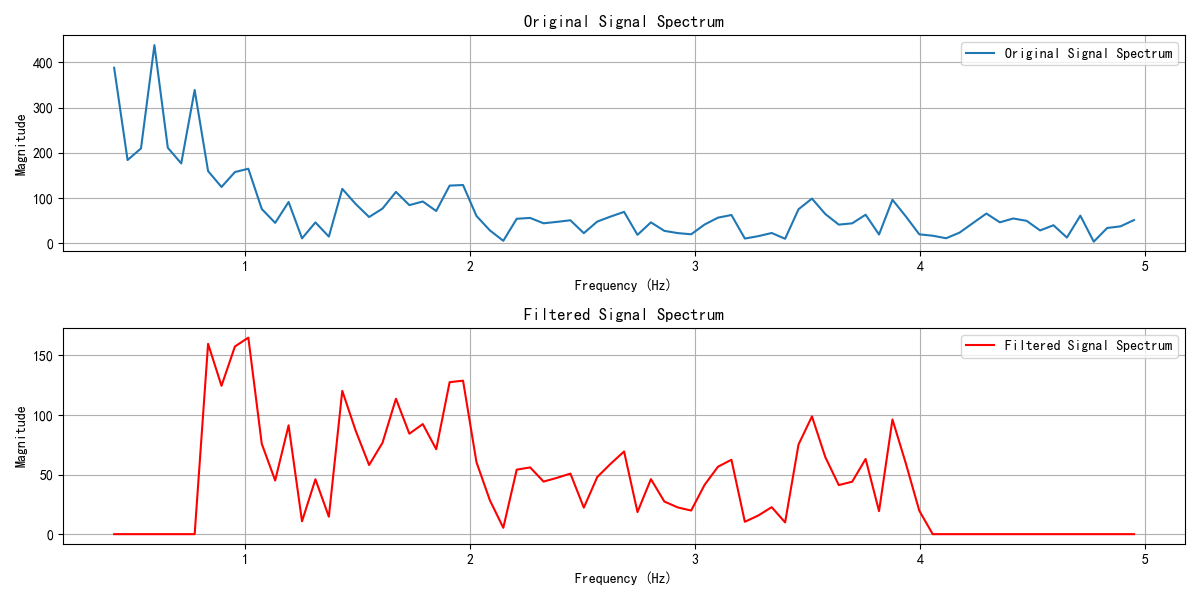 Original Signal Spectrum
Original Signal Spectrum
400
300
200
100
0
Magnitude
1
2
3
4
5
Frequency (Hz)
Filtered Signal Spectrum
Filtered Signal Spectrum
150
100
50
0
Magnitude
1
2
3
4
5
Frequency (Hz)